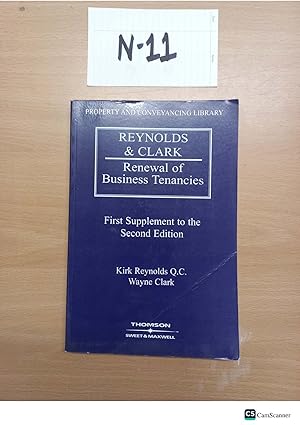 N-11
PROPERTY AND CONVEYANCING LIBRARY
REYNOLDS
& CLARK
Renewal of
Business Tenancies
First Supplement to the
Second Edition
Kirk Reynolds Q.C.
Wayne Clark
THOMSON
SWEET & MAXWELL
CS CamScanner